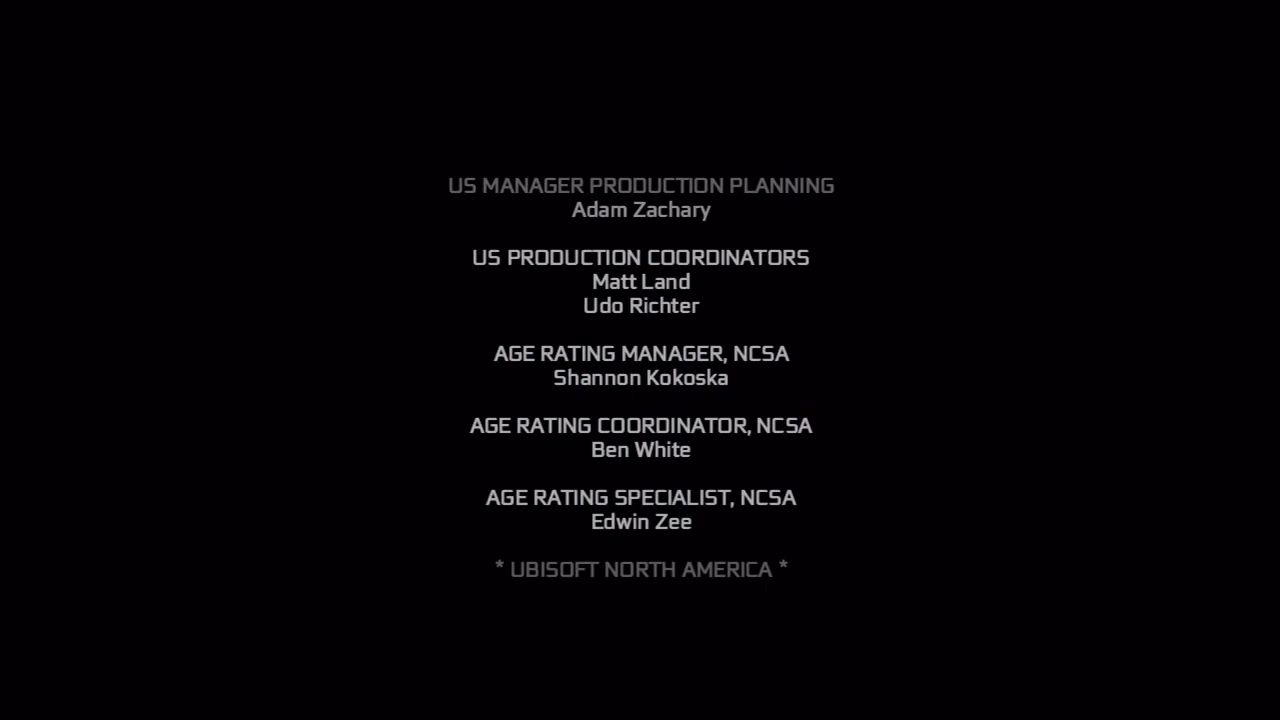 US MANAGER PRODUCTION PLANNING
Adam Zachary
US PRODUCTION COORDINATORS
Matt Land
Udo Richter
AGE RATING MANAGER, NCSA
Shannon Kokoska
AGE RATING COORDINATOR, NCSA
Ben White
AGE RATING SPECIALIST, NCSA
Edwin Zee
* UBISOFT NORTH AMERICA *